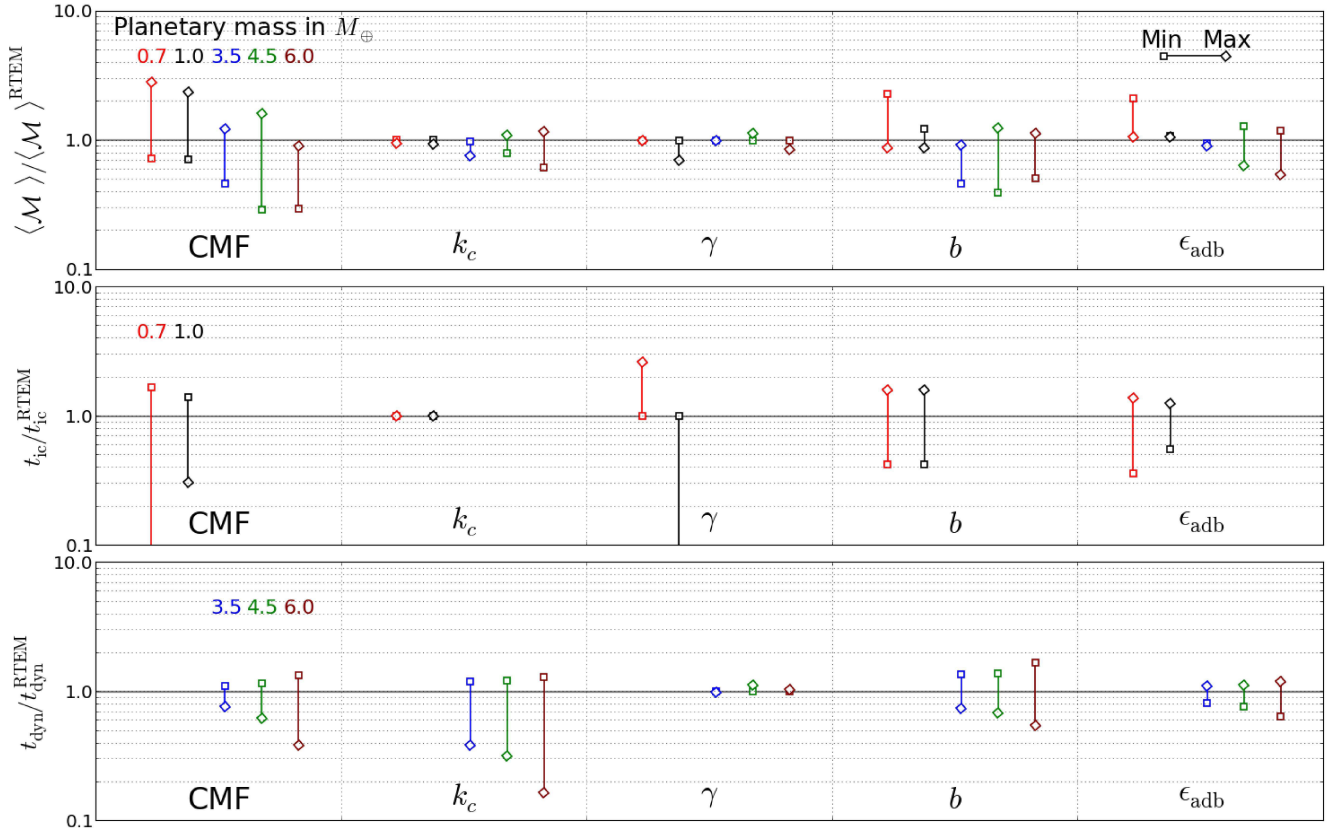 10.0
Planetary mass in M⊕
0.7 1.0 3.5 4.5 6.0
Min Max
⟨ℳ⟩/⟨ℳ⟩^RTEM
1.0
CMF k_c γ b ϵ_adb
0.1
10.0
0.7 1.0
t_ic/t_ic^RTEM
1.0
CMF k_c γ b ϵ_adb
0.1
10.0
3.5 4.5 6.0
t_dyn/t_dyn^RTEM
1.0
CMF k_c γ b ϵ_adb
0.1